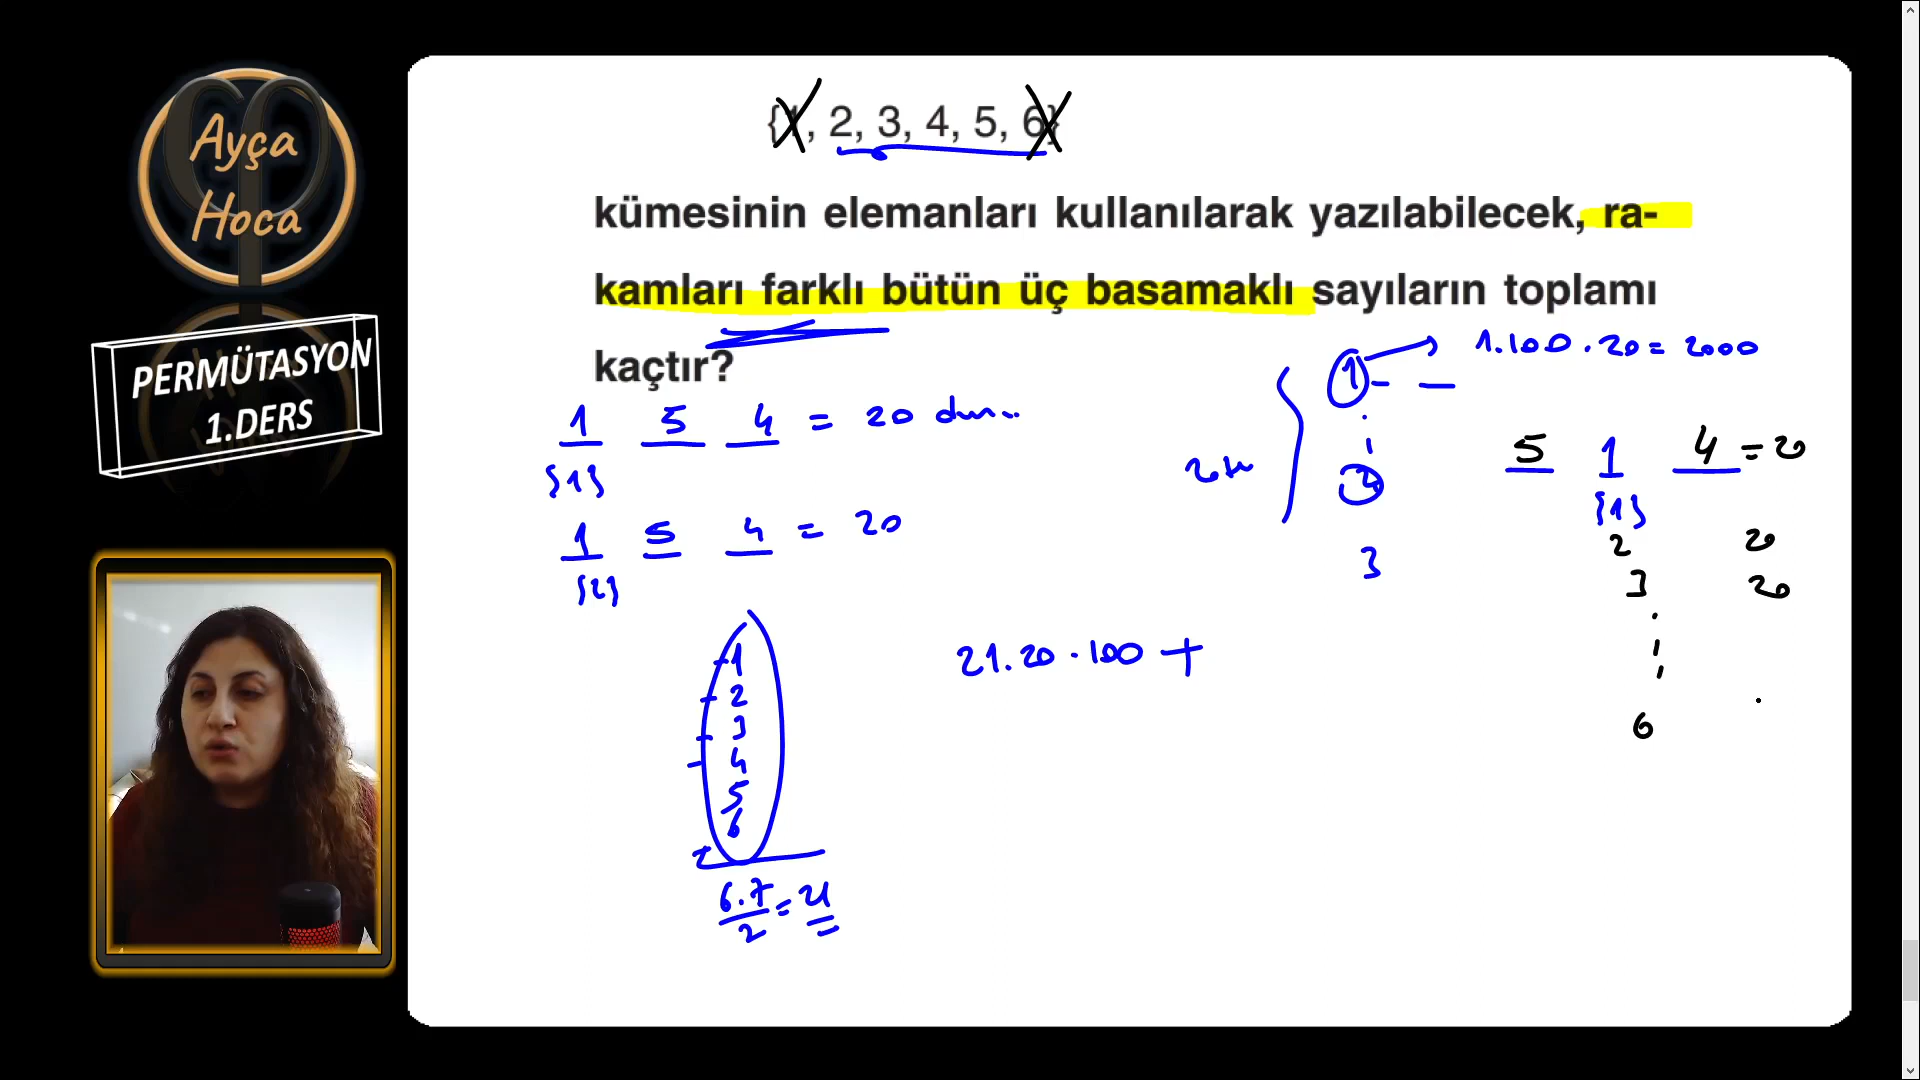 Ayça
Hoca
PERMÜTASYON
1.DERS
{1, 2, 3, 4, 5, 6}
kümesinin elemanları kullanılarak yazılabilecek, ra-
kamları farklı bütün üç basamaklı sayıların toplamı
kaçtır?
1 5 4 = 20
{1}
1 5 4 = 20
{2}
1
2
3
4
5
6
6.7/2 = 21
21.20.100 +
1 → 1.100.20 = 2000
2
3
5 1 4 = 20
{1}
2 20
3 20
6